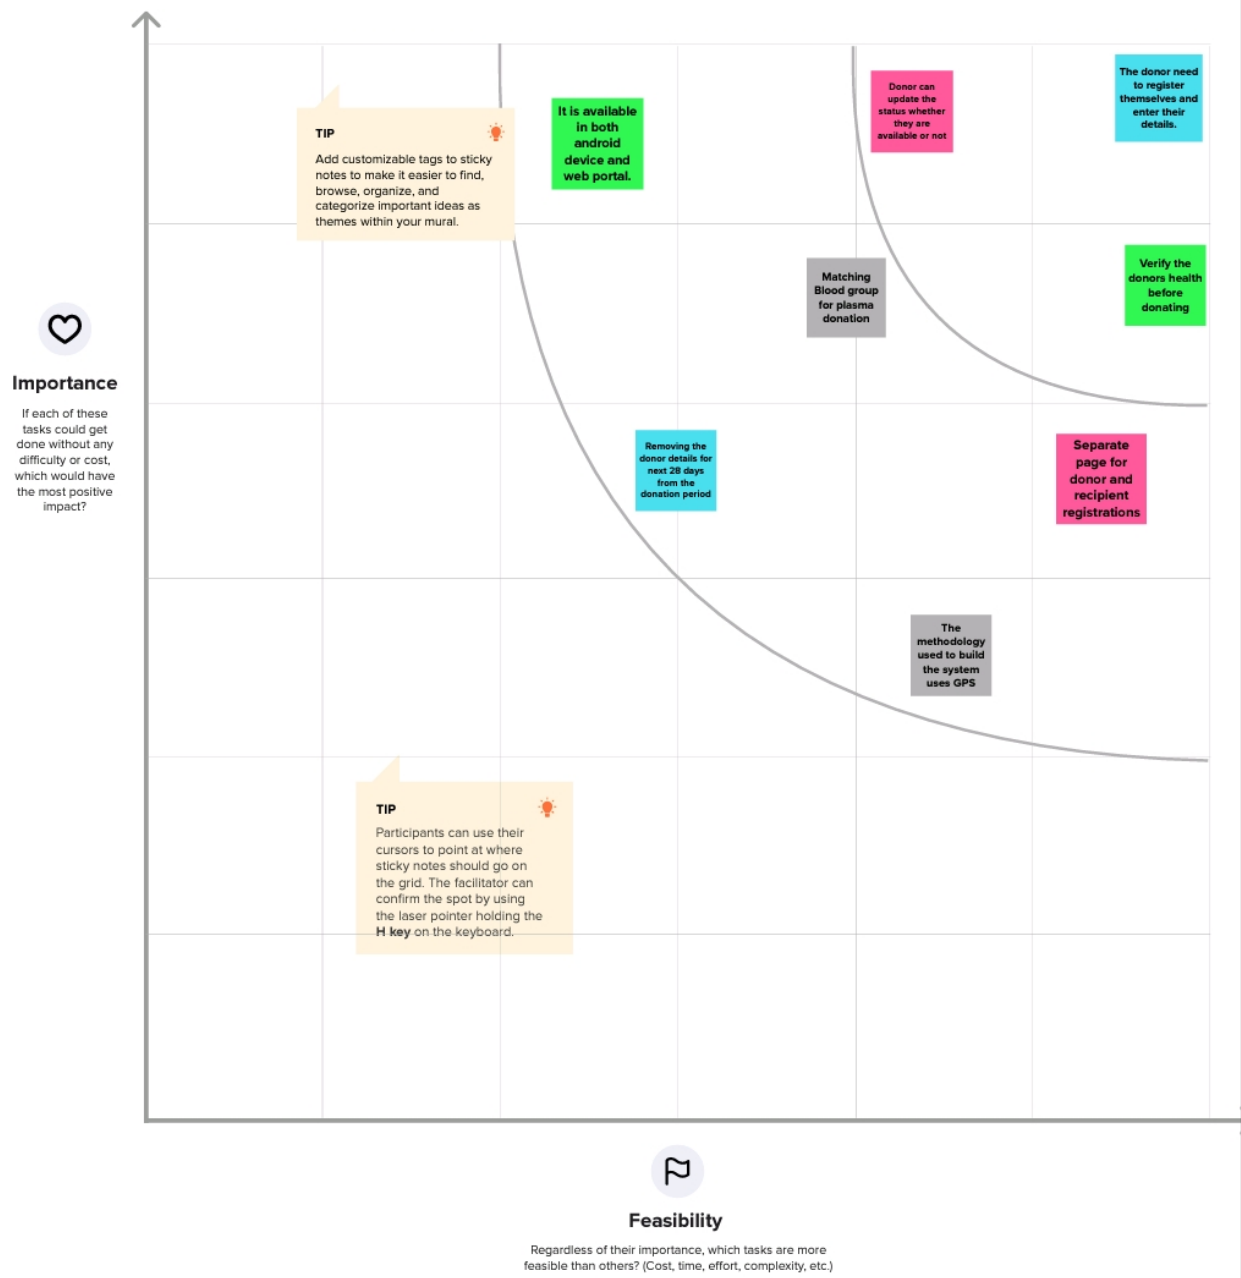 TIP
Add customizable tags to sticky
notes to make it easier to find,
browse, organize, and
categorize important ideas as
themes within your mural.
It is available
in both
android
device and
web portal.
Donor can
update the
status whether
they are
available or not
The donor need
to register
themselves and
enter their
details.
Matching
Blood group
for plasma
donation
Verify the
donors health
before
donating
Importance
If each of these
tasks could get
done without any
difficulty or cost,
which would have
the most positive
impact?
Removing the
donor details for
next 28 days
from the
donation period
Separate
page for
donor and
recipient
registrations
The
methodology
used to build
the system
uses GPS
TIP
Participants can use their
cursors to point at where
sticky notes should go on
the grid. The facilitator can
confirm the spot by using
the laser pointer holding the
H key on the keyboard.
Feasibility
Regardless of their importance, which tasks are more
feasible than others? (Cost, time, effort, complexity, etc.)